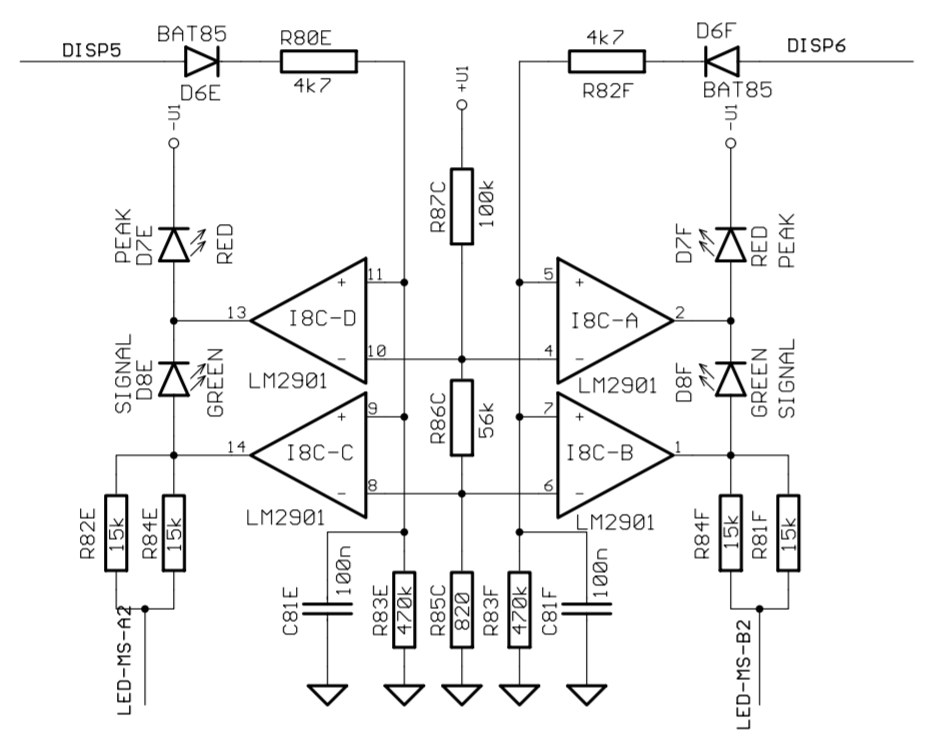 DISP5
BAT85
D6E
R80E
4k7
4k7
R82F
D6F
BAT85
DISP6
-U1
+U1
-U1
PEAK
D7E
RED
R87C
100k
D7F
RED
PEAK
11
+
13
I8C-D
10
-
LM2901
5
+
I8C-A
2
4
-
LM2901
SIGNAL
D8E
GREEN
R86C
56k
D8F
GREEN
SIGNAL
9
+
14
I8C-C
8
-
LM2901
7
+
I8C-B
1
6
-
LM2901
R82E
15k
R84E
15k
R84F
15k
R81F
15k
C81E
100n
R83E
470k
R85C
820
R83F
470k
C81F
100n
LED-MS-A2
LED-MS-B2